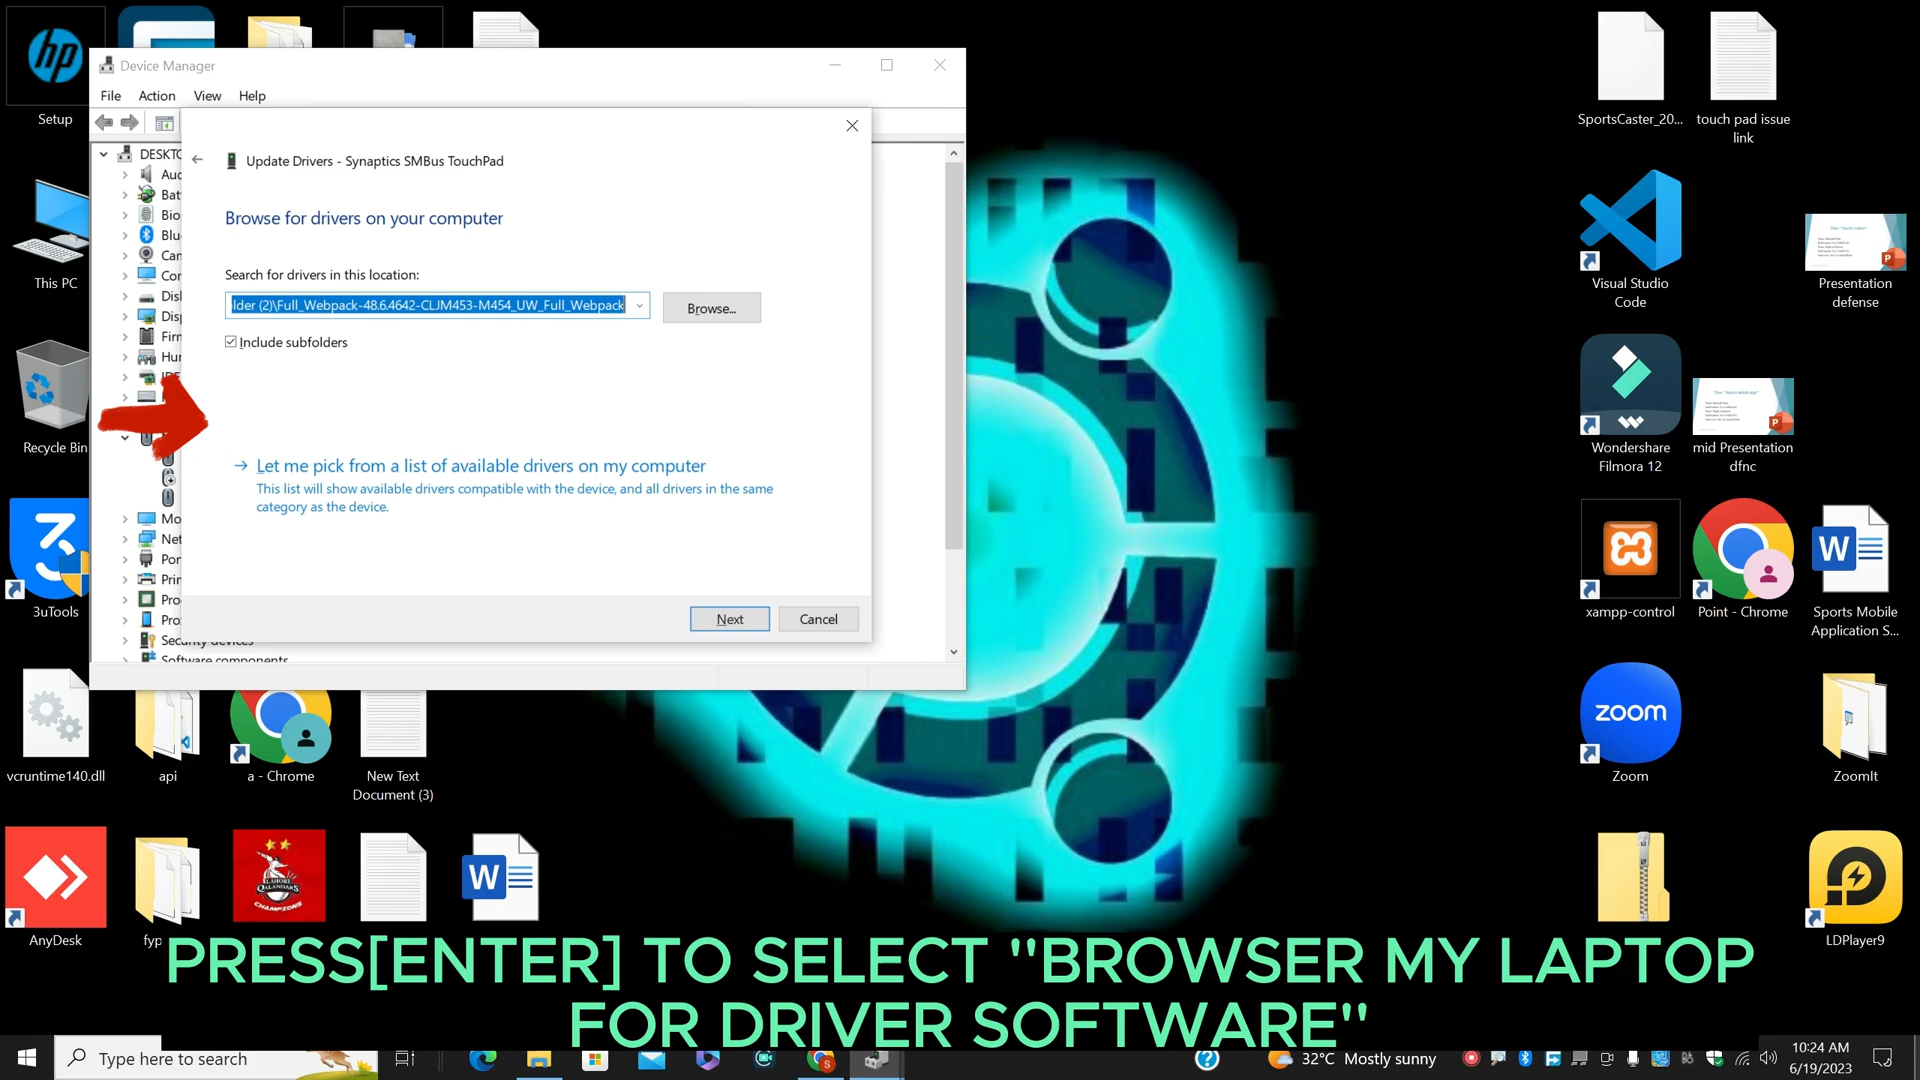 Setup
This PC
Recycle Bin
3uTools
vcruntime140.dll
api
a - Chrome
New Text
Document (3)
AnyDesk
fyp
Device Manager
File Action View Help
DESKTO
Auc
Bat
Bio
Blu
Can
Cor
Disl
Disp
Firn
Hur
Mo
Net
Por
Prin
Pro
Pro
Security devices
Software components
Update Drivers - Synaptics SMBus TouchPad
Browse for drivers on your computer
Search for drivers in this location:
lder (2)\Full_Webpack-48.6.4642-CLJM453-M454_UW_Full_Webpack
Browse...
Include subfolders
Let me pick from a list of available drivers on my computer
This list will show available drivers compatible with the device, and all drivers in the same
category as the device.
Next Cancel
SportsCaster_20...
touch pad issue
link
Visual Studio
Code
Presentation
defense
Wondershare
Filmora 12
mid Presentation
dfnc
xampp-control
Point - Chrome
Sports Mobile
Application S...
zoom
Zoom
ZoomIt
LDPlayer9
LAHORE
QALANDARS
CHAMPIONS
PRESS[ENTER] TO SELECT "BROWSER MY LAPTOP
FOR DRIVER SOFTWARE"
Type here to search
32°C Mostly sunny
10:24 AM
6/19/2023